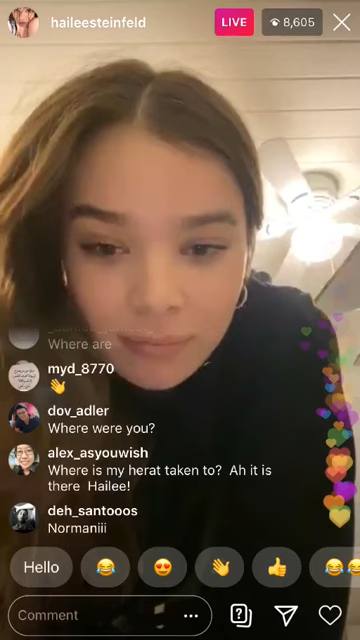 haileesteinfeld
LIVE
8,605
Where are
myd_8770
👋
dov_adler
Where were you?
alex_asyouwish
Where is my herat taken to? Ah it is
there Hailee!
deh_santooos
Normaniii
Hello
Comment